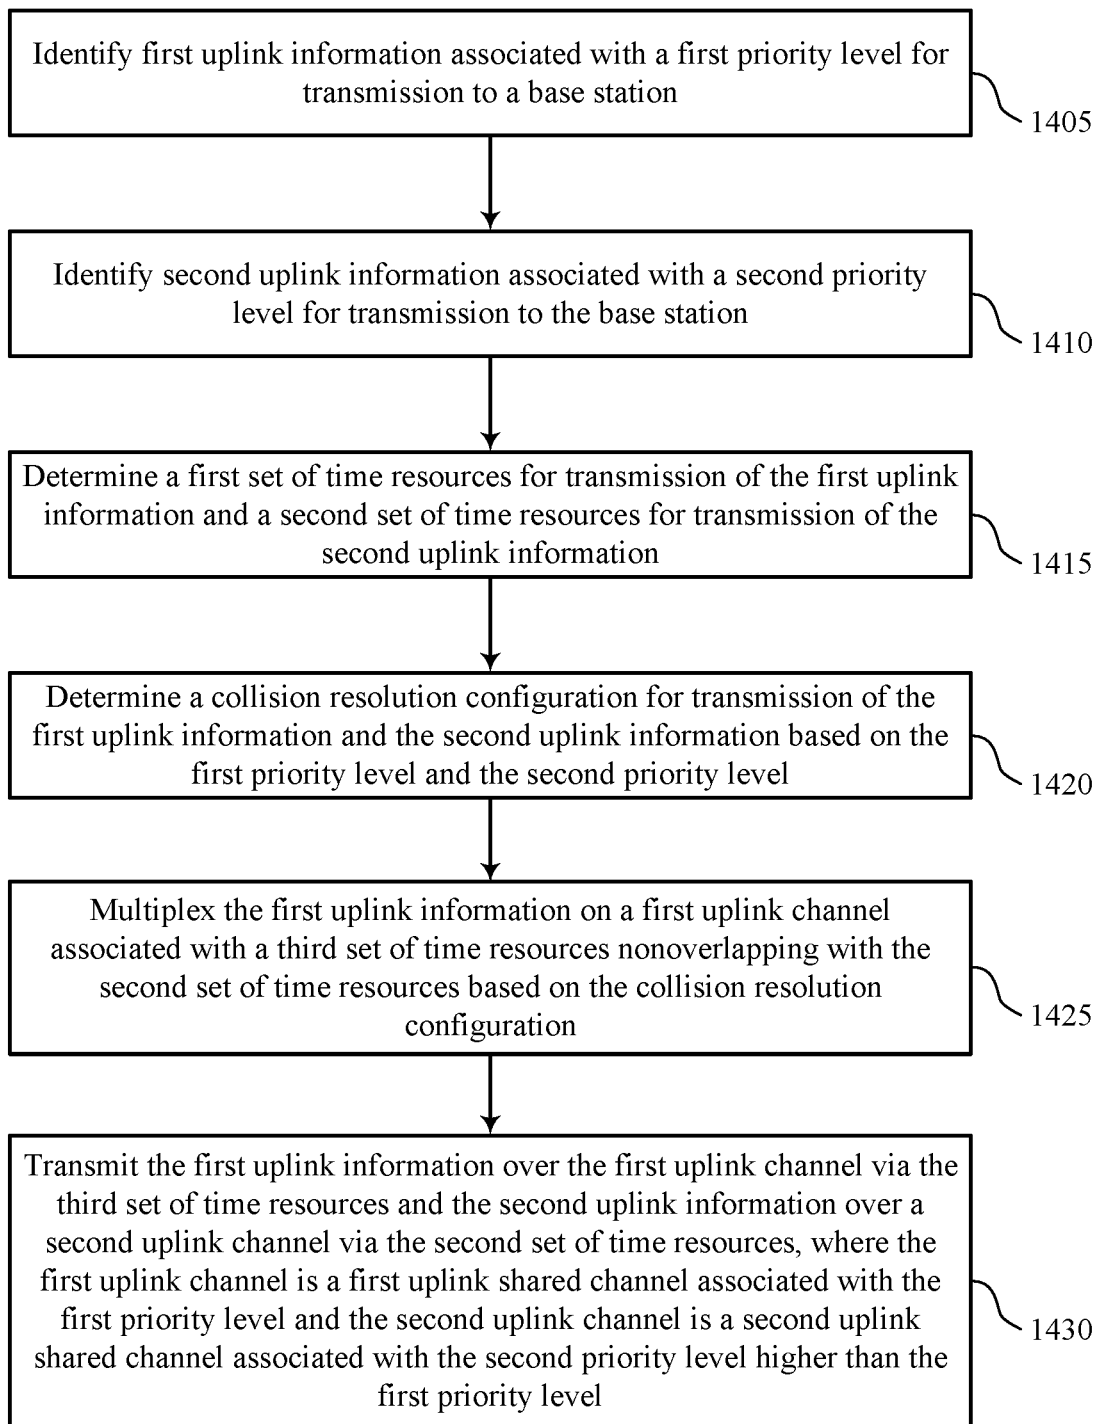 Identify first uplink information associated with a first priority level for
transmission to a base station
1405
Identify second uplink information associated with a second priority
level for transmission to the base station
1410
Determine a first set of time resources for transmission of the first uplink
information and a second set of time resources for transmission of the
second uplink information
1415
Determine a collision resolution configuration for transmission of the
first uplink information and the second uplink information based on the
first priority level and the second priority level
1420
Multiplex the first uplink information on a first uplink channel
associated with a third set of time resources nonoverlapping with the
second set of time resources based on the collision resolution
configuration
1425
Transmit the first uplink information over the first uplink channel via the
third set of time resources and the second uplink information over a
second uplink channel via the second set of time resources, where the
first uplink channel is a first uplink shared channel associated with the
first priority level and the second uplink channel is a second uplink
shared channel associated with the second priority level higher than the
first priority level
1430